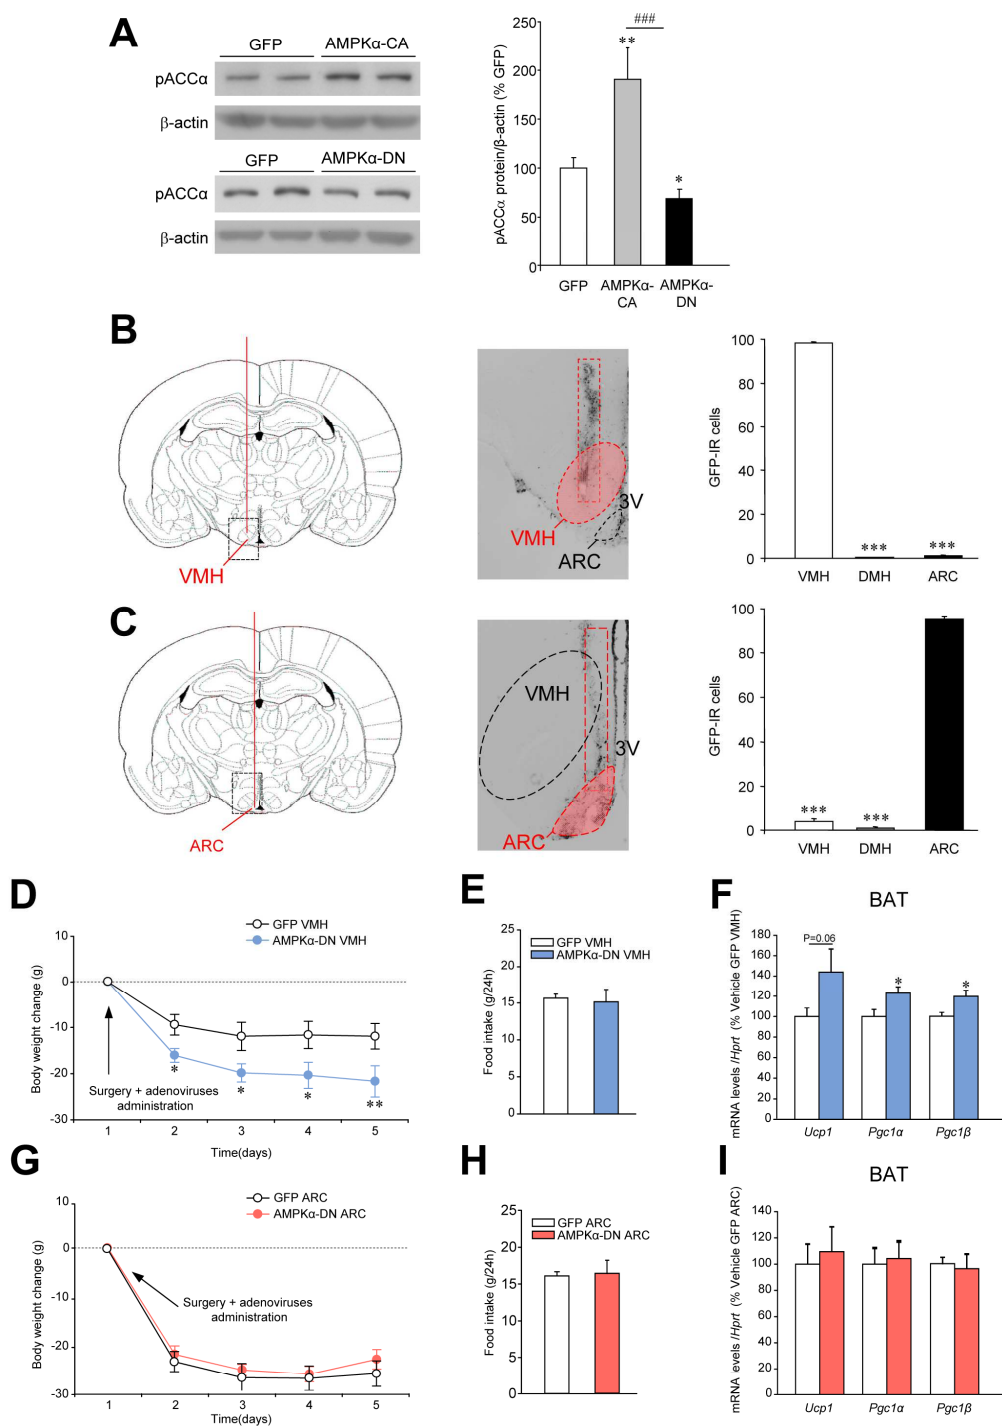 A
GFP AMPKα-CA
pACCα
β-actin
GFP AMPKα-DN
pACCα
β-actin
pACCα protein/β-actin (% GFP)
250
200
150
100
50
0
###
**
*
GFP AMPKα-CA AMPKα-DN
B
VMH
VMH
3V
ARC
GFP-IR cells
100
80
60
40
20
0
*** ***
VMH DMH ARC
C
ARC
VMH
3V
ARC
GFP-IR cells
100
80
60
40
20
0
*** ***
VMH DMH ARC
D
GFP VMH
AMPKα-DN VMH
Body weight change (g)
10
0
-10
-20
-30
Surgery + adenoviruses
administration
* * * **
1 2 3 4 5
Time(days)
E
GFP VMH
AMPKα-DN VMH
Food intake (g/24h)
25
20
15
10
5
0
F
BAT
mRNA levels /Hprt (% Vehicle GFP VMH)
180
160
140
120
100
80
60
40
20
0
P=0.06
* *
Ucp1 Pgc1α Pgc1β
G
GFP ARC
AMPKα-DN ARC
Body weight change (g)
10
0
-20
-30
Surgery + adenoviruses
administration
1 2 3 4 5
Time(days)
H
GFP ARC
AMPKα-DN ARC
Food intake (g/24h)
25
20
15
10
5
0
I
BAT
mRNA levels /Hprt (% Vehicle GFP ARC)
140
120
100
80
60
40
20
0
Ucp1 Pgc1α Pgc1β